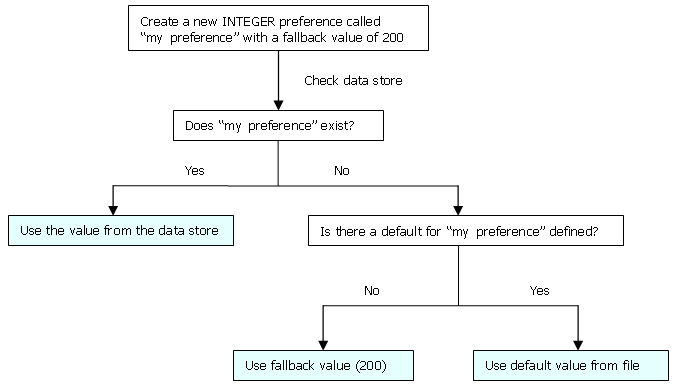 Create a new INTEGER preference called
“my preference” with a fallback value of 200
Check data store
Does “my preference” exist?
Yes
No
Use the value from the data store
Is there a default for “my preference” defined?
No
Yes
Use fallback value (200)
Use default value from file